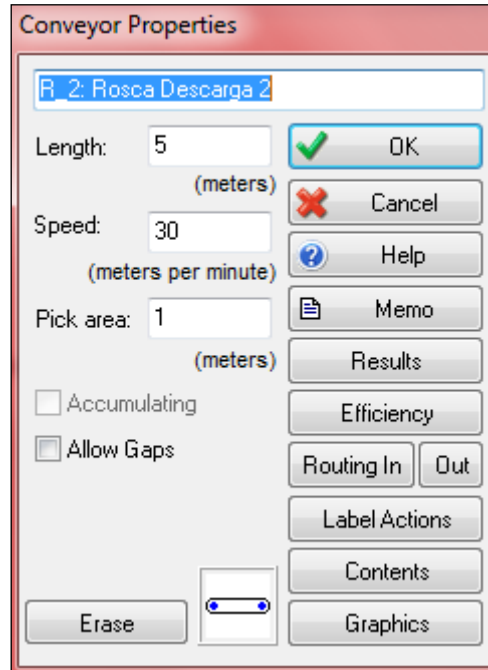 Conveyor Properties
R_2: Rosca Descarga 2
Length: 5
(meters)
Speed: 30
(meters per minute)
Pick area: 1
(meters)
Accumulating
Allow Gaps
Erase
OK
Cancel
Help
Memo
Results
Efficiency
Routing In Out
Label Actions
Contents
Graphics